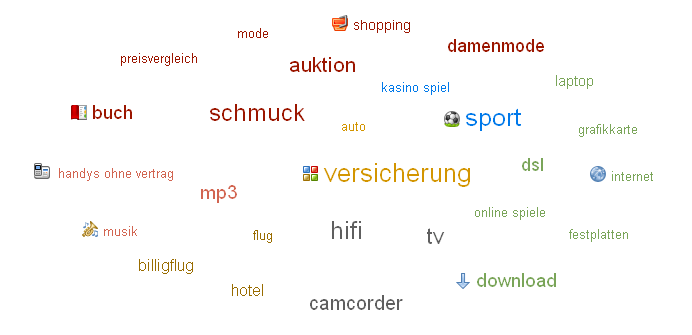 shopping
mode
damenmode
preisvergleich
auktion
laptop
kasino spiel
buch
schmuck
sport
auto
grafikkarte
dsl
handys ohne vertrag
versicherung
internet
mp3
online spiele
musik
flug
hifi
tv
festplatten
billigflug
download
hotel
camcorder